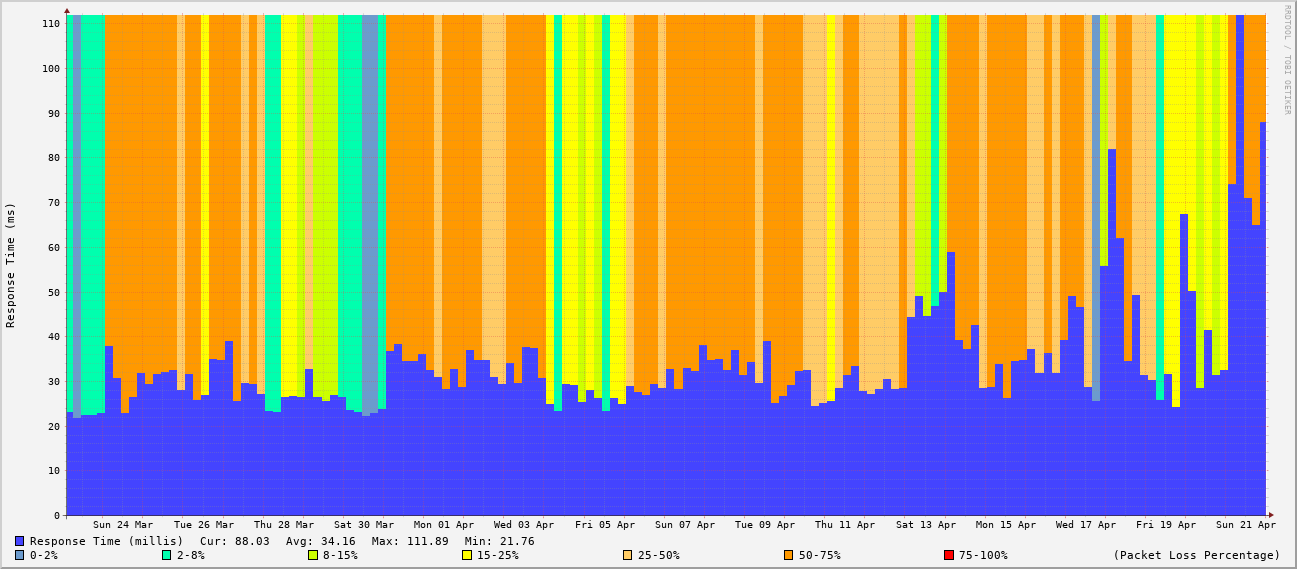 RRDTOOL / TOBI OETIKER
Response Time (ms)
110
100
90
80
70
60
50
40
30
20
10
0
Sun 24 Mar Tue 26 Mar Thu 28 Mar Sat 30 Mar Mon 01 Apr Wed 03 Apr Fri 05 Apr Sun 07 Apr Tue 09 Apr Thu 11 Apr Sat 13 Apr Mon 15 Apr Wed 17 Apr Fri 19 Apr Sun 21 Apr
Response Time (millis) Cur: 88.03 Avg: 34.16 Max: 111.89 Min: 21.76
0-2% 2-8% 8-15% 15-25% 25-50% 50-75% 75-100% (Packet Loss Percentage)